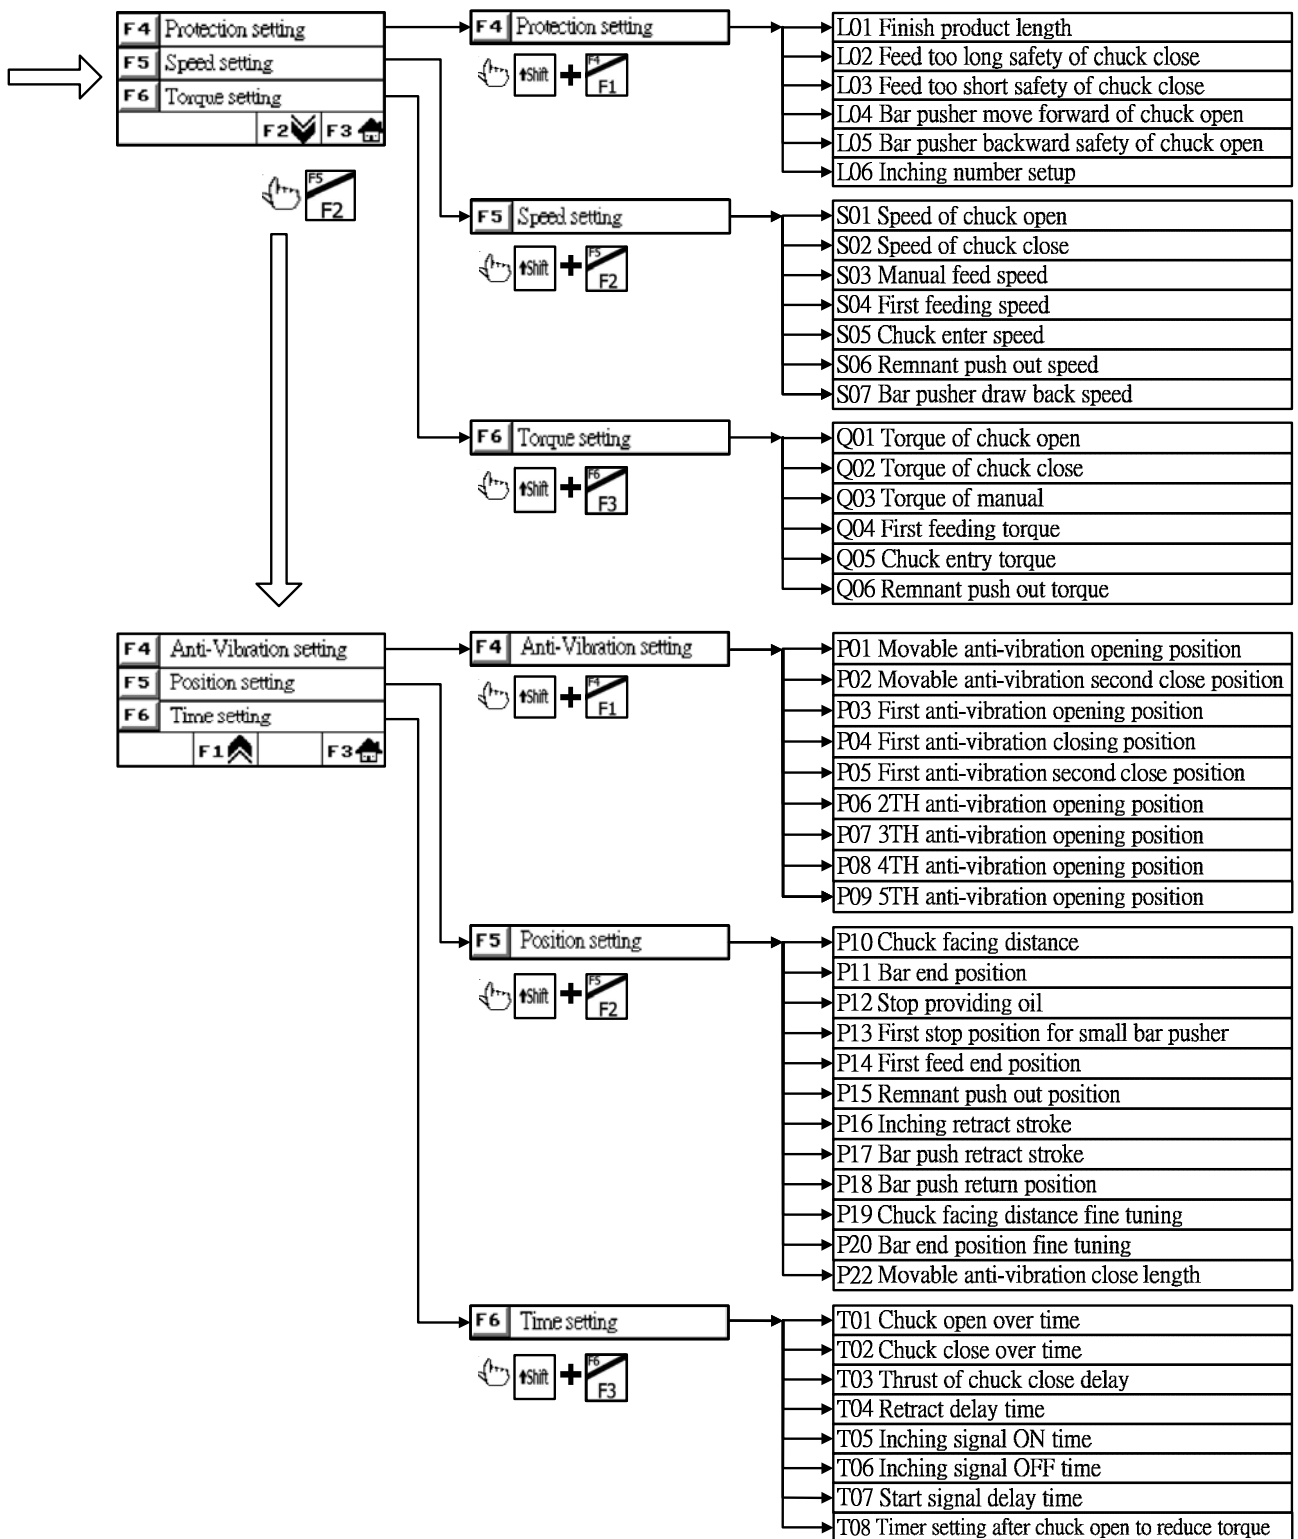 F4 Protection setting
F5 Speed setting
F6 Torque setting
F2 F3
F5 F2
F4 Protection setting
Shift + F4 F1
L01 Finish product length
L02 Feed too long safety of chuck close
L03 Feed too short safety of chuck close
L04 Bar pusher move forward of chuck open
L05 Bar pusher backward safety of chuck open
L06 Inching number setup
F5 Speed setting
Shift + F5 F2
S01 Speed of chuck open
S02 Speed of chuck close
S03 Manual feed speed
S04 First feeding speed
S05 Chuck enter speed
S06 Remnant push out speed
S07 Bar pusher draw back speed
F6 Torque setting
Shift + F6 F3
Q01 Torque of chuck open
Q02 Torque of chuck close
Q03 Torque of manual
Q04 First feeding torque
Q05 Chuck entry torque
Q06 Remnant push out torque
F4 Anti-Vibration setting
F5 Position setting
F6 Time setting
F1 F3
F4 Anti-Vibration setting
Shift + F4 F1
P01 Movable anti-vibration opening position
P02 Movable anti-vibration second close position
P03 First anti-vibration opening position
P04 First anti-vibration closing position
P05 First anti-vibration second close position
P06 2TH anti-vibration opening position
P07 3TH anti-vibration opening position
P08 4TH anti-vibration opening position
P09 5TH anti-vibration opening position
F5 Position setting
Shift + F5 F2
P10 Chuck facing distance
P11 Bar end position
P12 Stop providing oil
P13 First stop position for small bar pusher
P14 First feed end position
P15 Remnant push out position
P16 Inching retract stroke
P17 Bar push retract stroke
P18 Bar push return position
P19 Chuck facing distance fine tuning
P20 Bar end position fine tuning
P22 Movable anti-vibration close length
F6 Time setting
Shift + F6 F3
T01 Chuck open over time
T02 Chuck close over time
T03 Thrust of chuck close delay
T04 Retract delay time
T05 Inching signal ON time
T06 Inching signal OFF time
T07 Start signal delay time
T08 Timer setting after chuck open to reduce torque